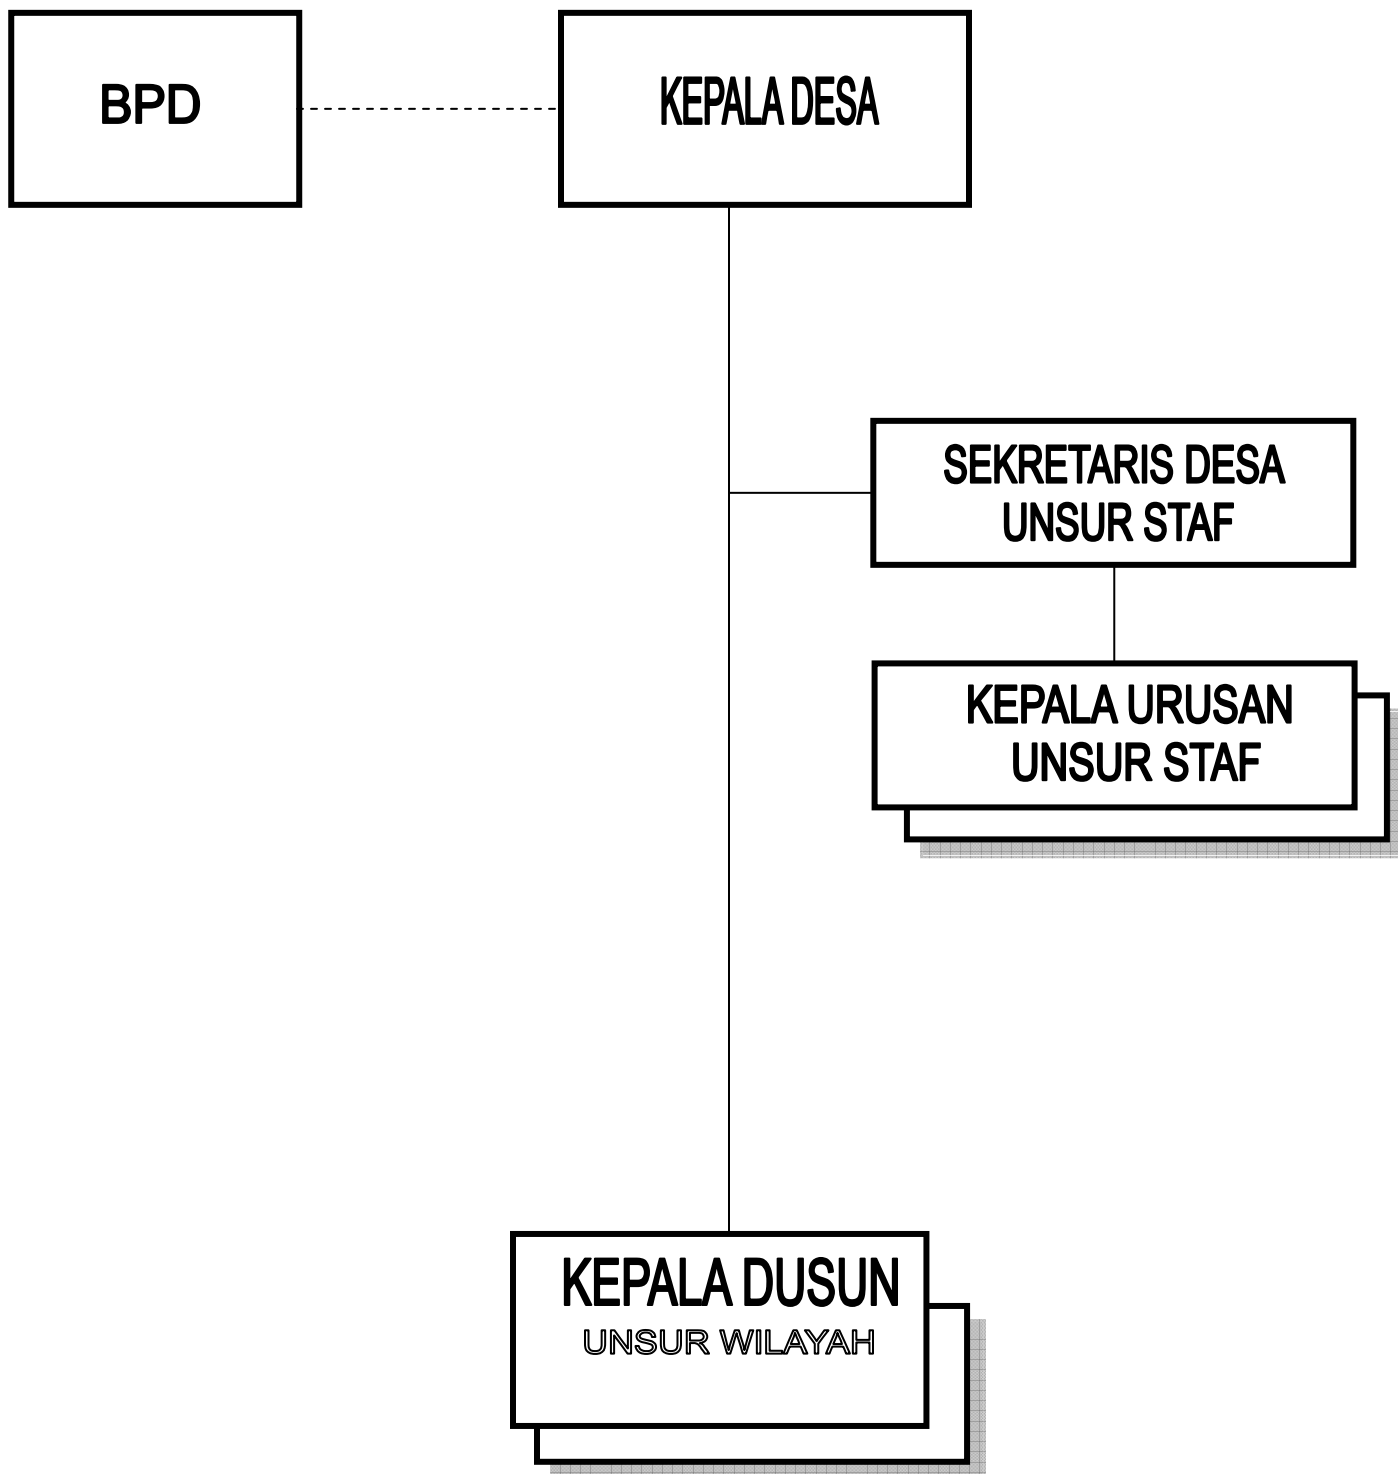 BPD
KEPALA DESA
SEKRETARIS DESA
UNSUR STAF
KEPALA URUSAN
UNSUR STAF
KEPALA DUSUN
UNSUR WILAYAH